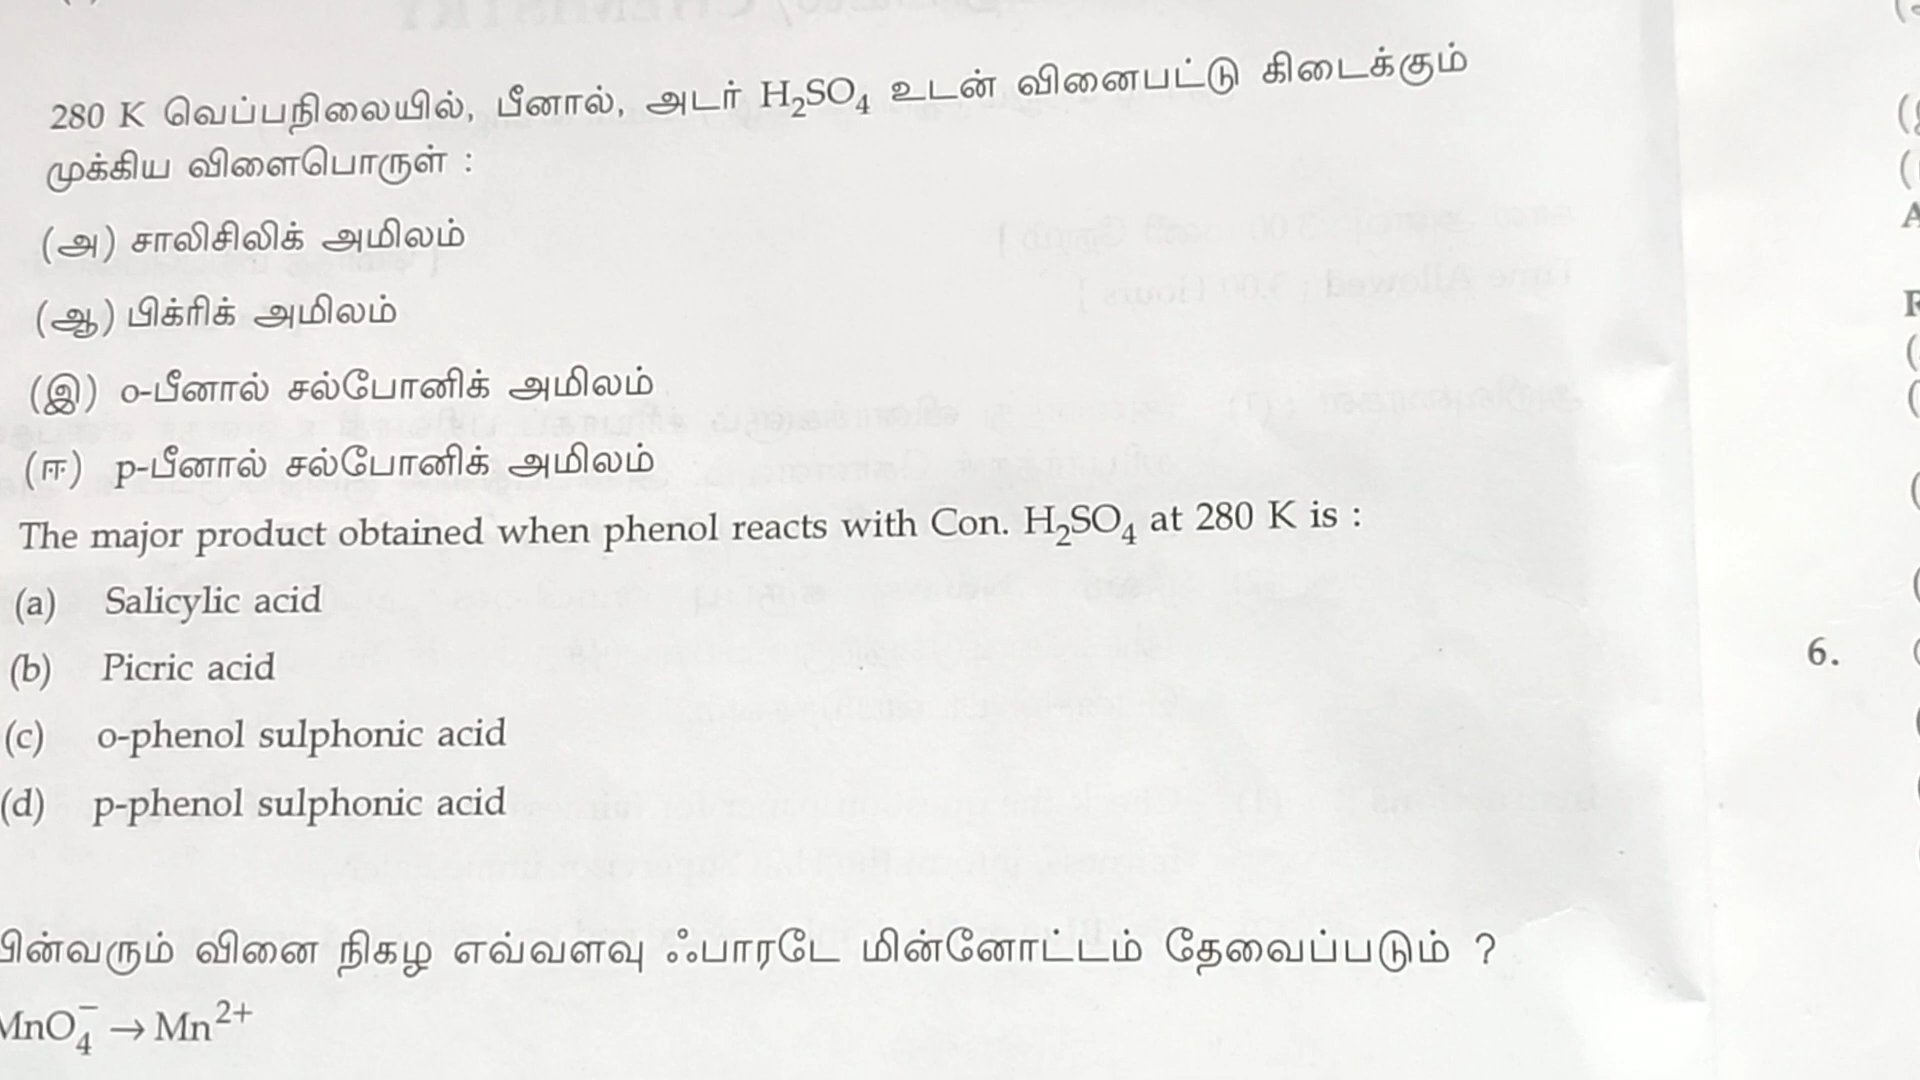 280 K வெப்பநிலையில், பீனால், அடர் H₂SO₄ உடன் வினைபட்டு கிடைக்கும்
முக்கிய விளைபொருள் :
(அ) சாலிசிலிக் அமிலம்
(ஆ) பிக்ரிக் அமிலம்
(இ) o-பீனால் சல்போனிக் அமிலம்
(ஈ) p-பீனால் சல்போனிக் அமிலம்
The major product obtained when phenol reacts with Con. H₂SO₄ at 280 K is :
(a) Salicylic acid
(b) Picric acid
(c) o-phenol sulphonic acid
(d) p-phenol sulphonic acid
6.
பின்வரும் வினை நிகழ எவ்வளவு ஃபாரடே மின்னோட்டம் தேவைப்படும் ?
MnO₄⁻ → Mn²⁺